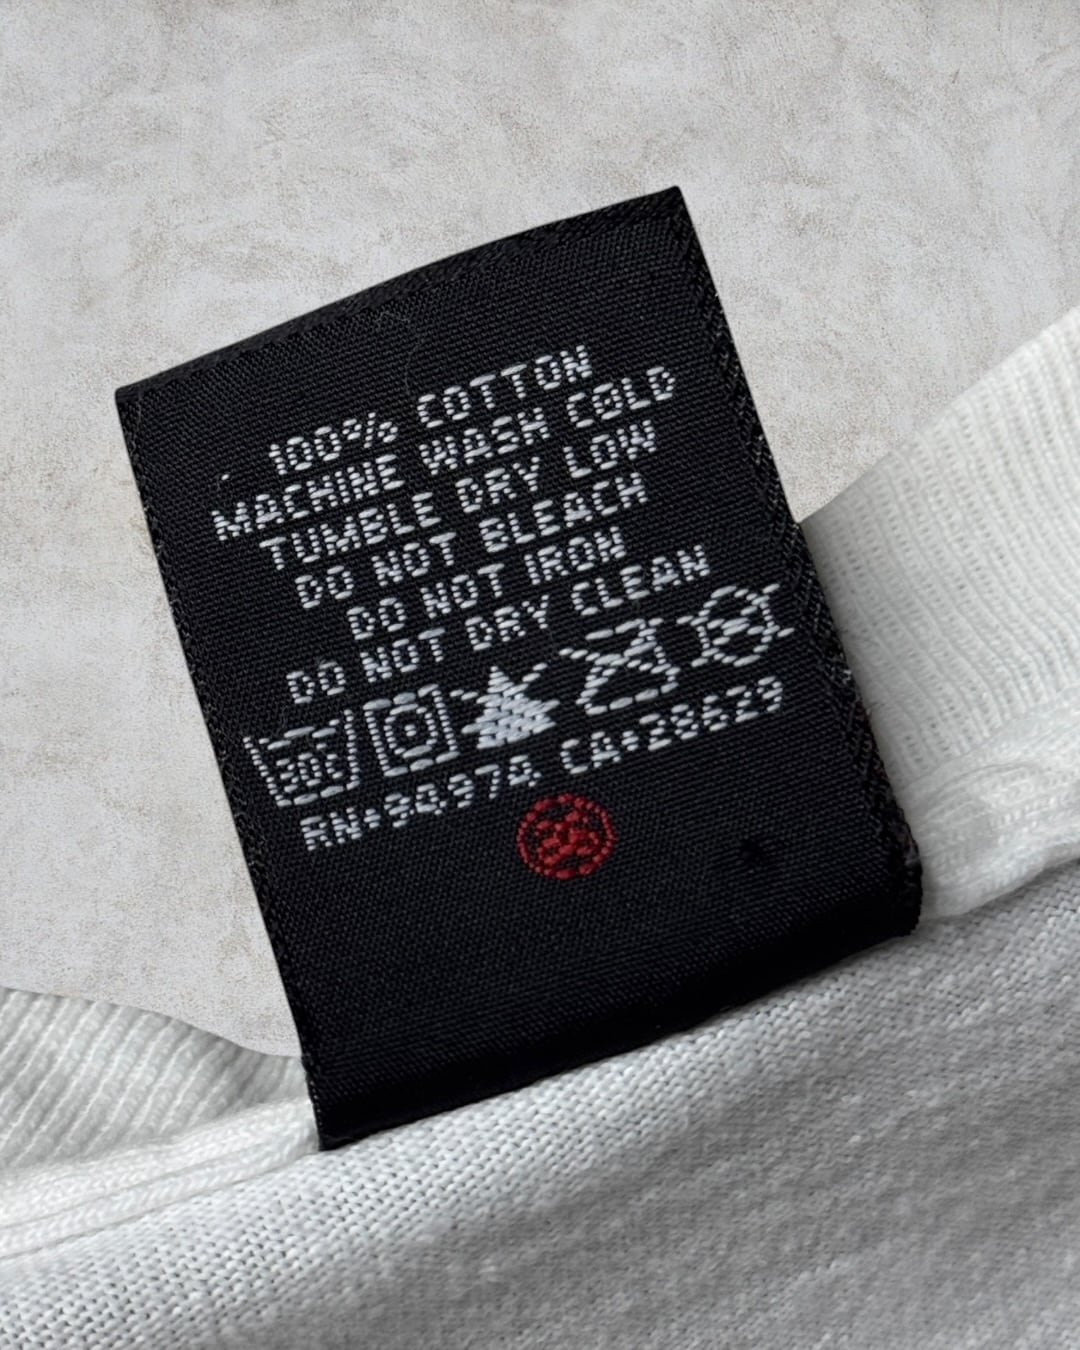 100% COTTON
MACHINE WASH COLD
TUMBLE DRY LOW
DO NOT BLEACH
DO NOT IRON
DO NOT DRY CLEAN
30C
RN•94974 CA•28629